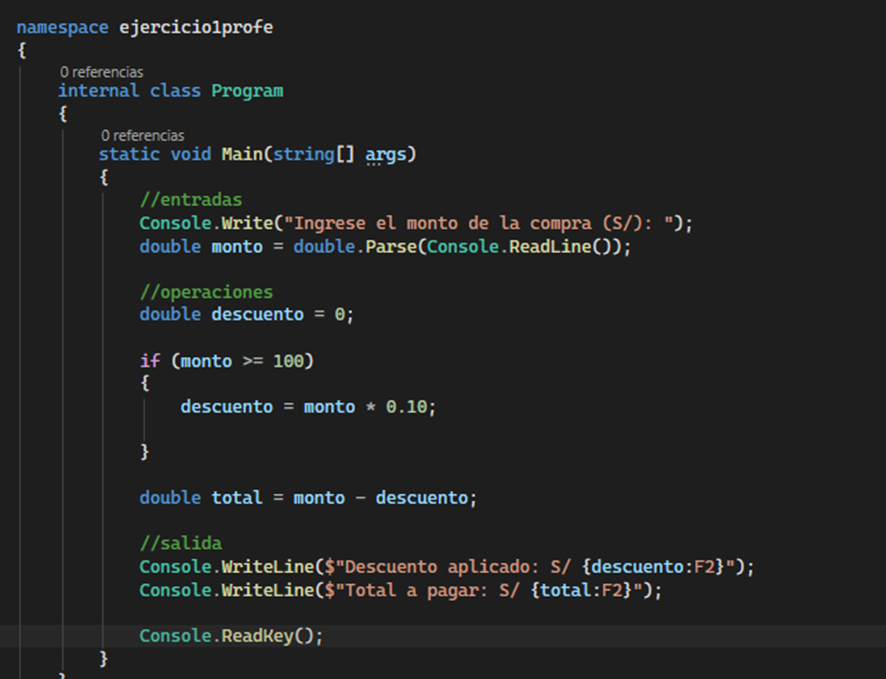 namespace ejercicio1profe
{
0 referencias
internal class Program
{
0 referencias
static void Main(string[] args)
{
//entradas
Console.Write("Ingrese el monto de la compra (S/): ");
double monto = double.Parse(Console.ReadLine());
//operaciones
double descuento = 0;
if (monto >= 100)
{
descuento = monto * 0.10;
}
double total = monto - descuento;
//salida
Console.WriteLine($"Descuento aplicado: S/ {descuento:F2}");
Console.WriteLine($"Total a pagar: S/ {total:F2}");
Console.ReadKey();
}
}